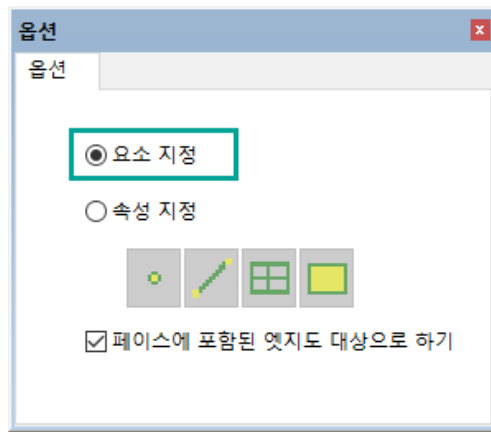 옵션
옵션
요소 지정
속성 지정
페이스에 포함된 엣지도 대상으로 하기